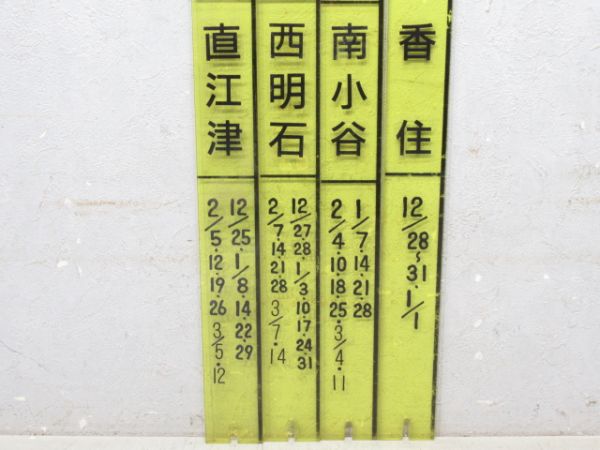 香住
12/28~31・1/1
南小谷
1/7・14・21・28
2/4・10・18・25・3/4・11
西明石
12/27・28・1/3・10・17・24・31
2/7・14・21・28 3/7・14
直江津
12/25・1/8・14・22・29
2/5・12・19・26 3/5・12